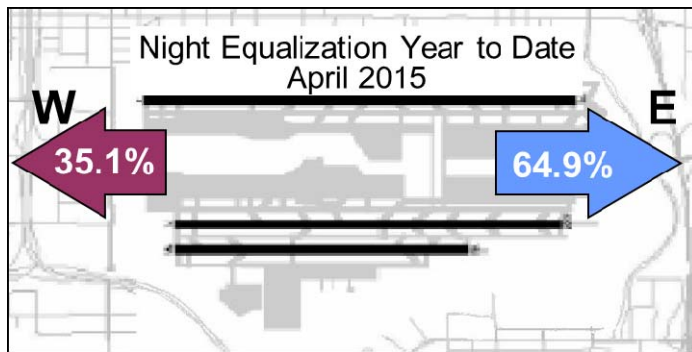 Night Equalization Year to Date
April 2015
W
E
35.1%
64.9%